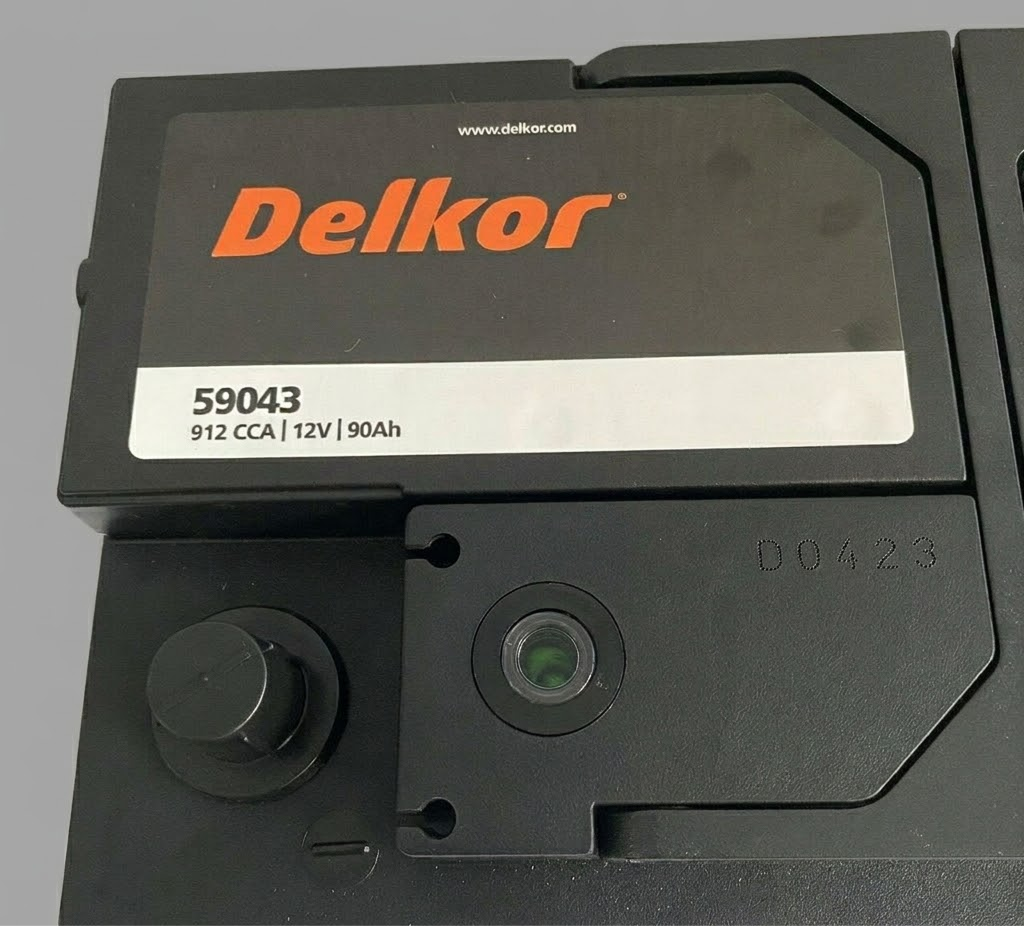 www.delkor.com
Delkor®
59043
912 CCA | 12V | 90Ah
D0423